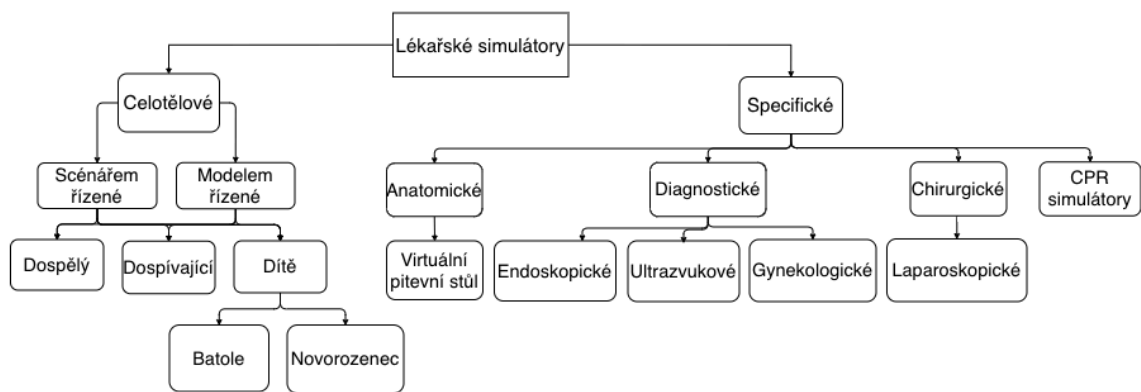 Lékařské simulátory
Celotělové
Specifické
Scénářem
řízené
Modelem
řízené
Anatomické
Diagnostické
Chirurgické
CPR
simulátory
Dospělý
Dospívající
Dítě
Virtuální
pitevní stůl
Endoskopické
Ultrazvukové
Gynekologické
Laparoskopické
Batole
Novorozenec